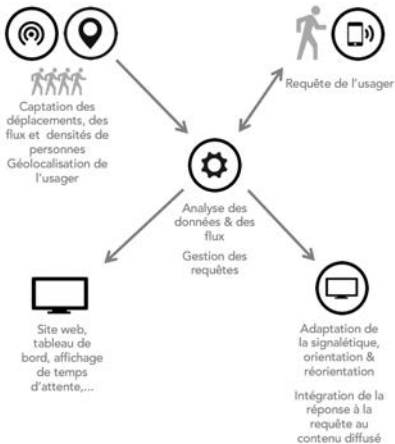 Captation des
déplacements, des
flux et densités de
personnes
Géolocalisation de
l'usager
Requête de l'usager
Analyse des
données & des
flux
Gestion des
requêtes
Site web,
tableau de
bord, affichage
de temps
d'attente,...
Adaptation de
la signalétique,
orientation &
réorientation
Intégration de la
réponse à la
requête au
contenu diffusé